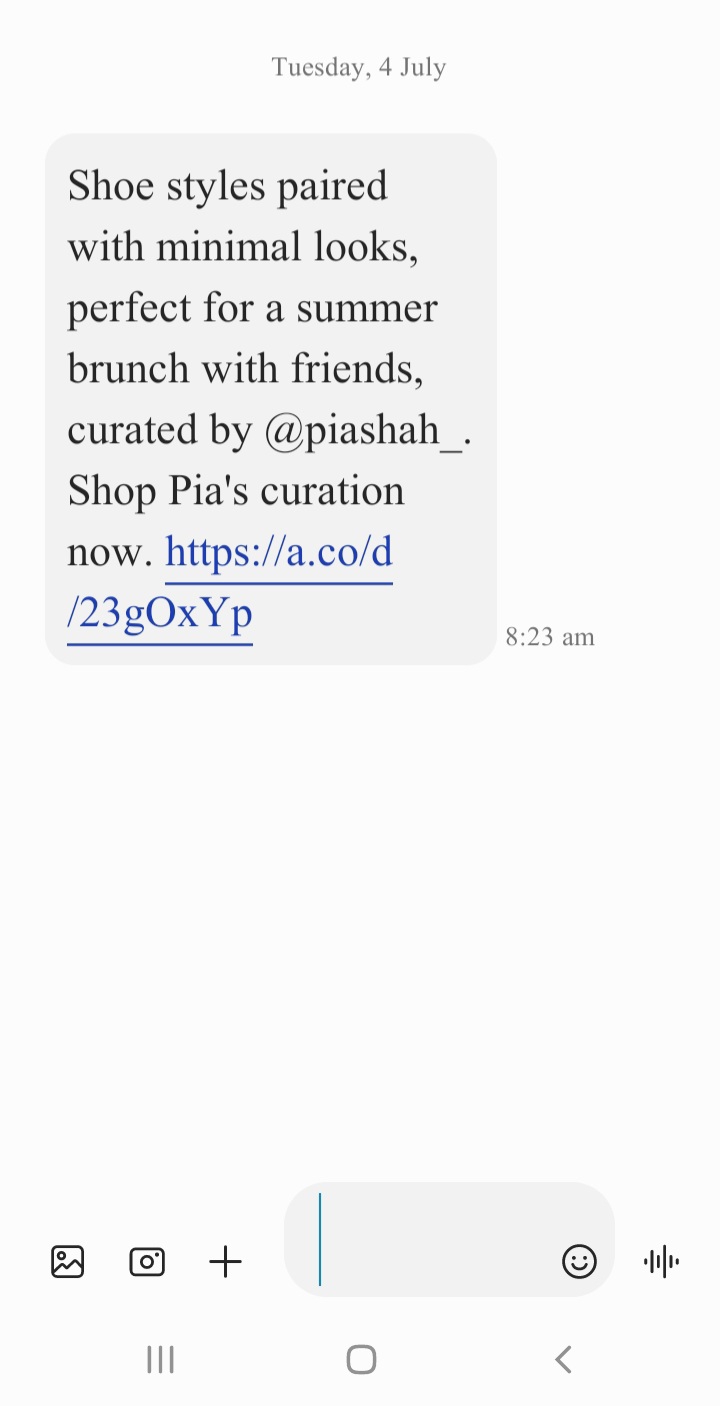 Tuesday, 4 July
Shoe styles paired
with minimal looks,
perfect for a summer
brunch with friends,
curated by @piashah_.
Shop Pia's curation
now. https://a.co/d
/23gOxYp
8:23 am